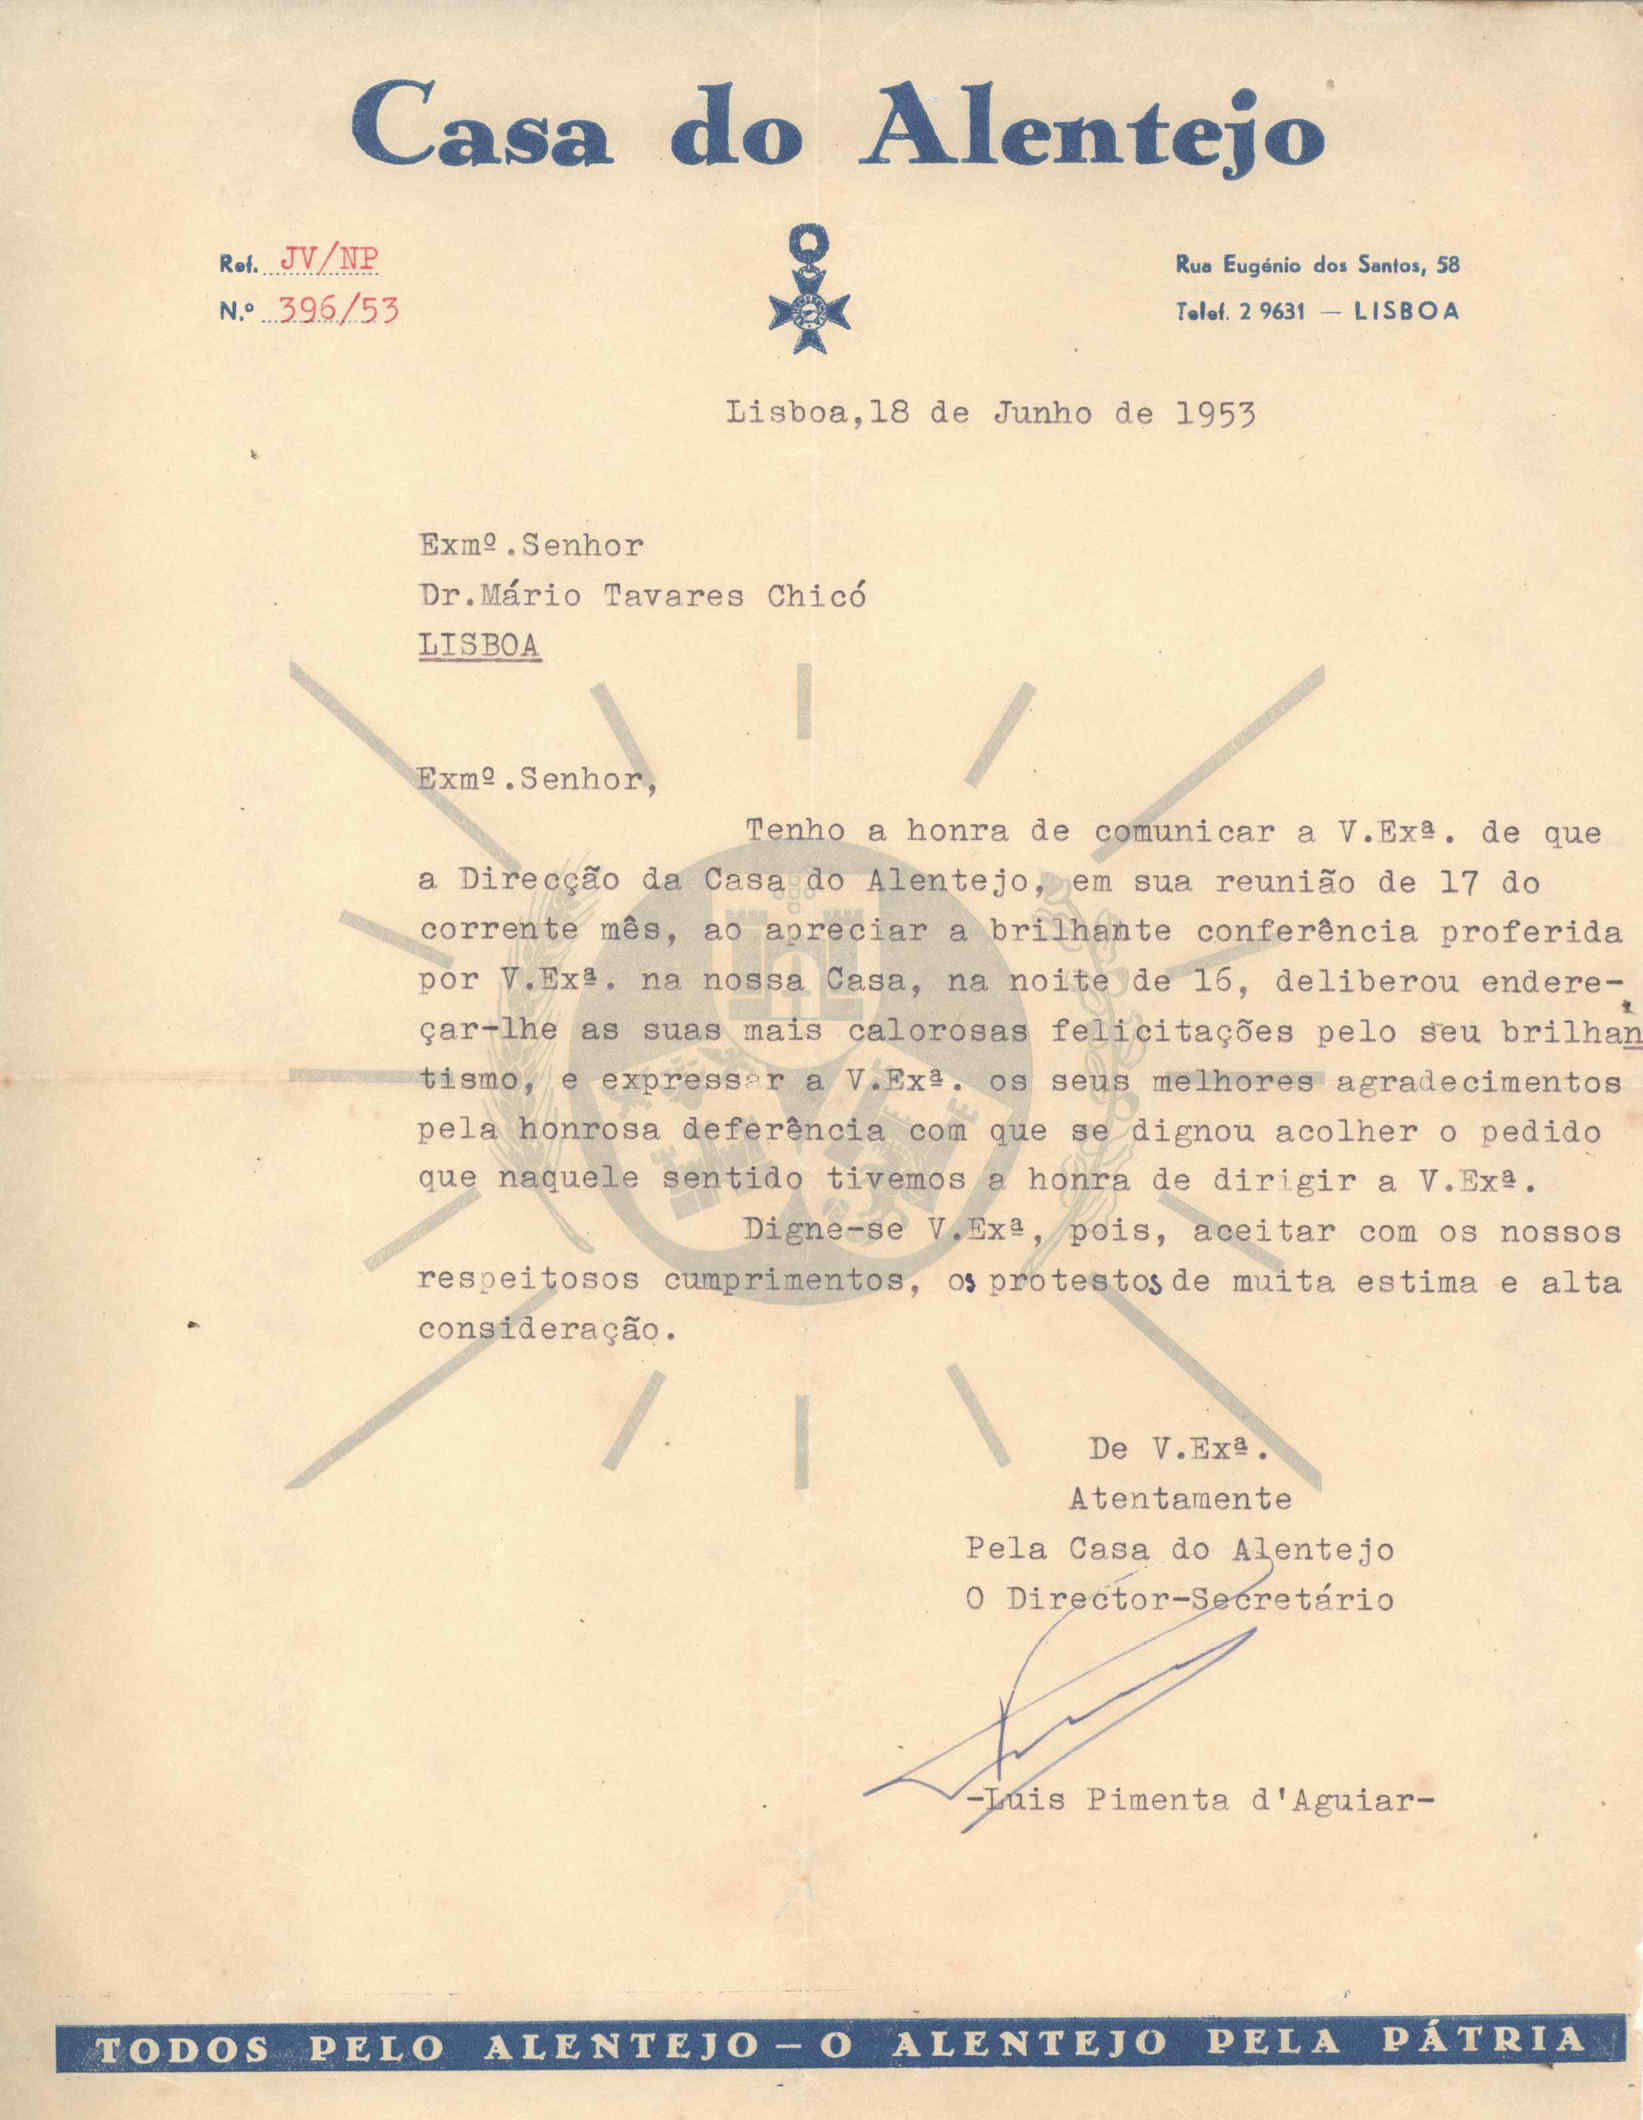 Casa do Alentejo
Ref. JV/NP
N.º 396/53
Rua Eugénio dos Santos, 58
Telef. 2 9631 — LISBOA
Lisboa,18 de Junho de 1953
Exmº.Senhor
Dr.Mário Tavares Chicó
LISBOA
Exmº.Senhor,
Tenho a honra de comunicar a V.Exª. de que
a Direcção da Casa do Alentejo, em sua reunião de 17 do
corrente mês, ao apreciar a brilhante conferência proferida
por V.Exª. na nossa Casa, na noite de 16, deliberou endere-
çar-lhe as suas mais calorosas felicitações pelo seu brilhan
tismo, e expressar a V.Exª. os seus melhores agradecimentos
pela honrosa deferência com que se dignou acolher o pedido
que naquele sentido tivemos a honra de dirigir a V.Exª.
Digne-se V.Exª, pois, aceitar com os nossos
respeitosos cumprimentos, os protestos de muita estima e alta
consideração.
De V.Exª.
Atentamente
Pela Casa do Alentejo
O Director-Secretário
-Luis Pimenta d'Aguiar-
TODOS PELO ALENTEJO — O ALENTEJO PELA PÁTRIA